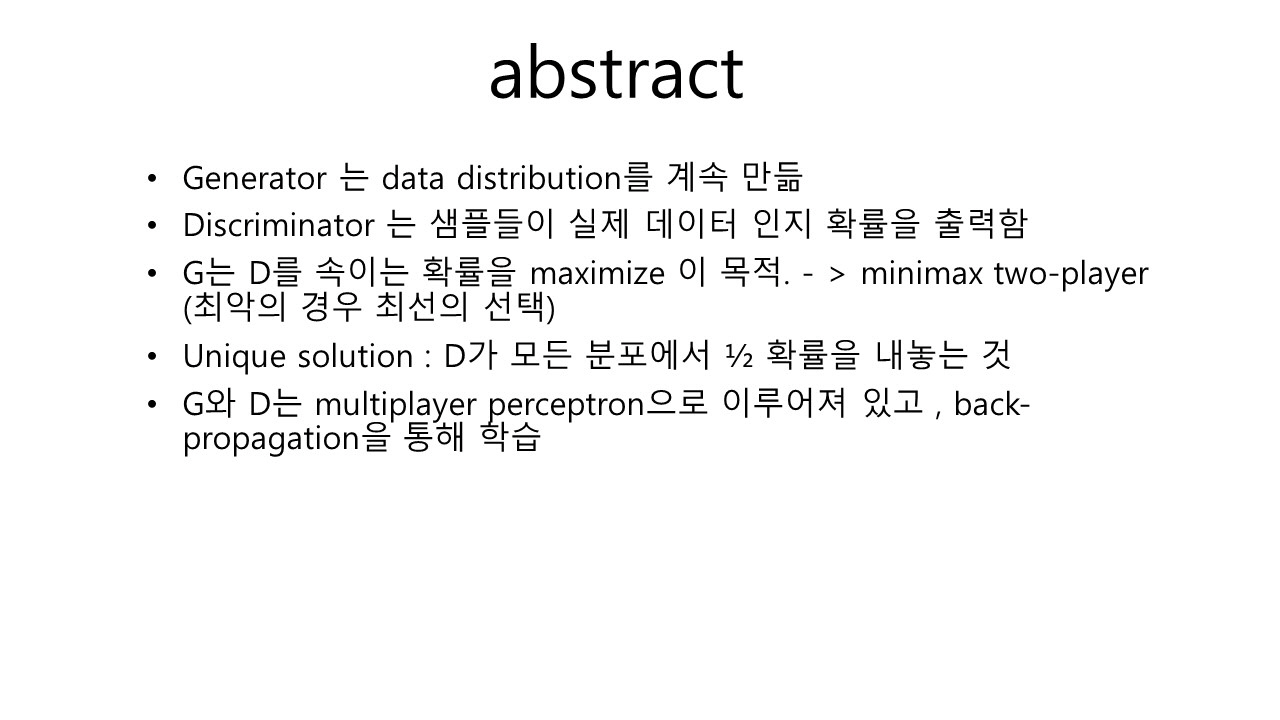 abstract
• Generator 는 data distribution를 계속 만듦
• Discriminator 는 샘플들이 실제 데이터 인지 확률을 출력함
• G는 D를 속이는 확률을 maximize 이 목적. - > minimax two-player
(최악의 경우 최선의 선택)
• Unique solution : D가 모든 분포에서 ½ 확률을 내놓는 것
• G와 D는 multiplayer perceptron으로 이루어져 있고 , back-
propagation을 통해 학습